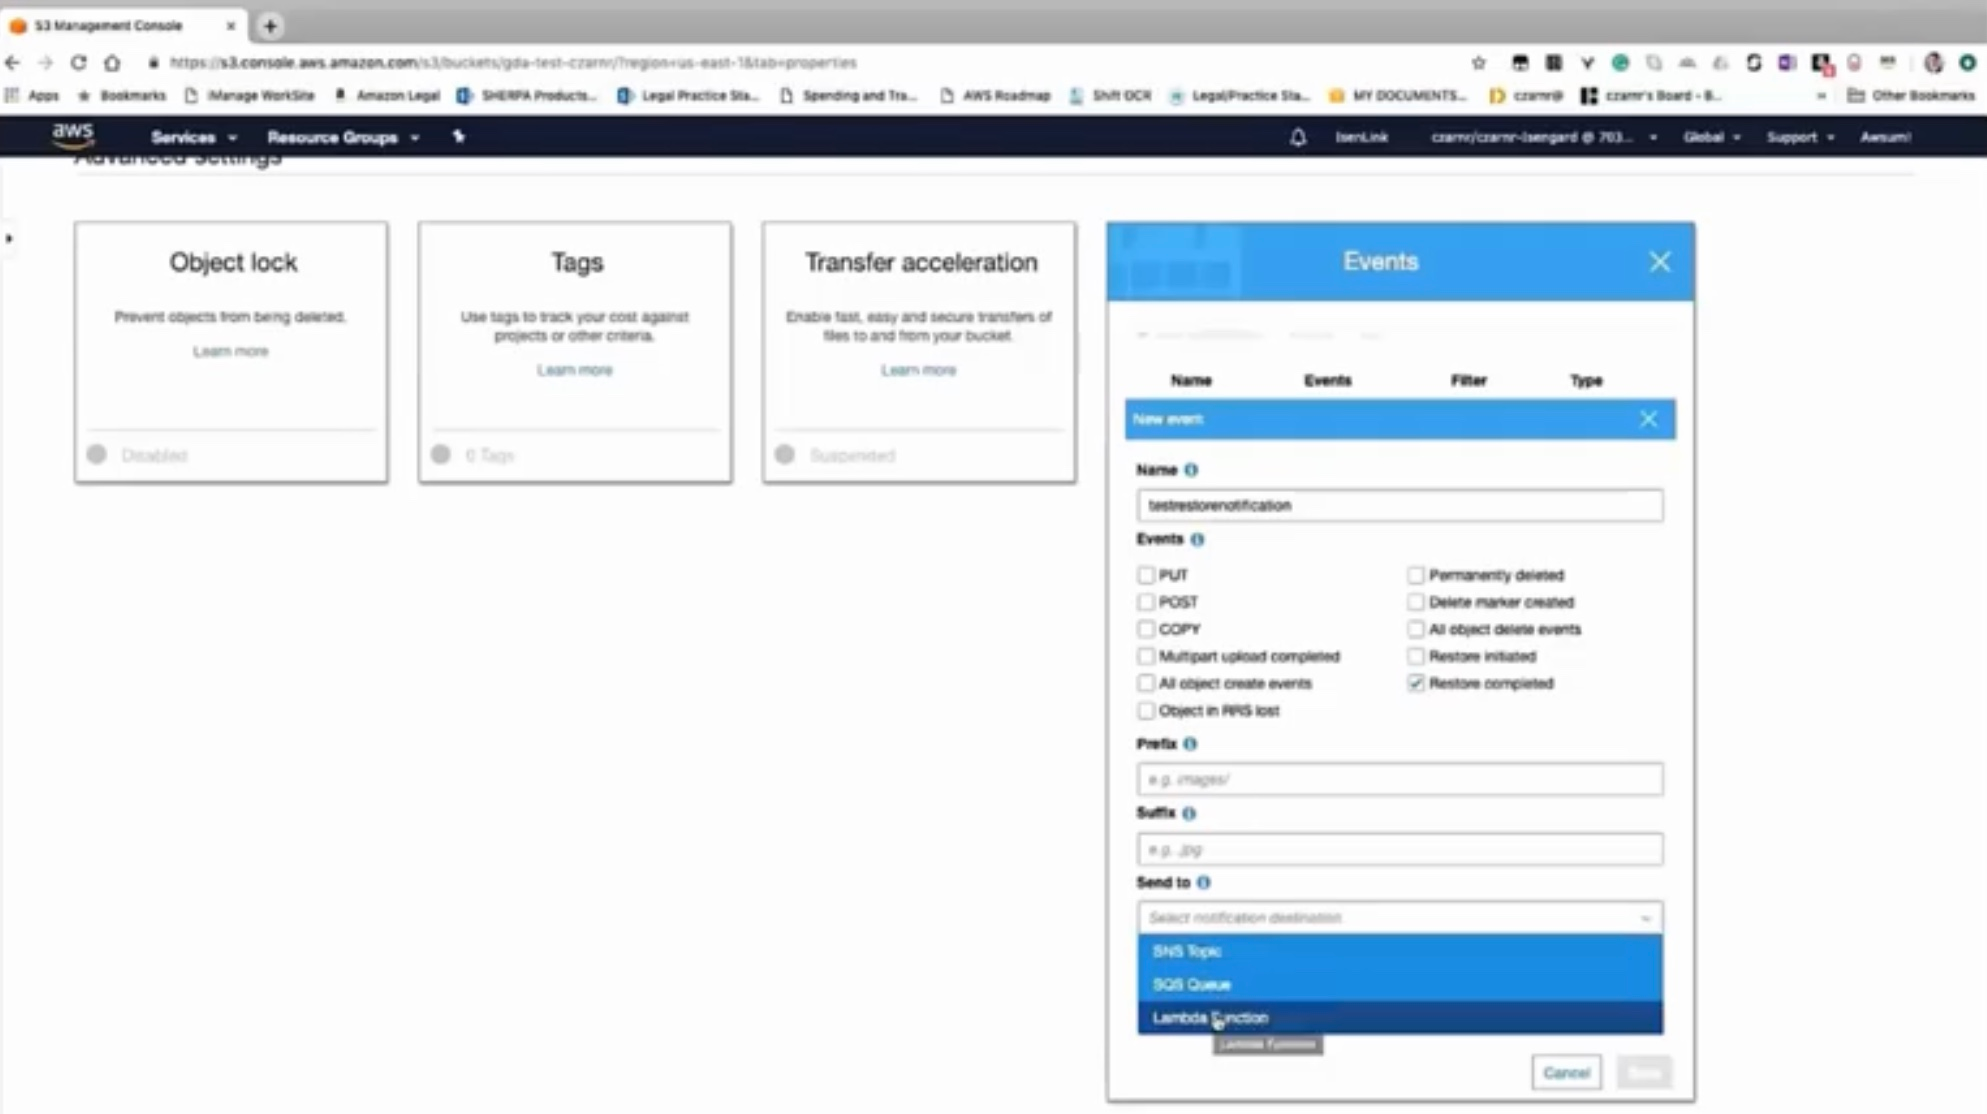 S3 Management Console
https://s3.console.aws.amazon.com/s3/buckets/gda-test-czarnr/?region=us-east-1&tab=properties
Apps Bookmarks iManage WorkSite Amazon Legal SHERPA Products... Legal Practice Sta... Spending and Tra... AWS Roadmap Shift OCR Legal/Practice Sta... MY DOCUMENTS... czarnr@ czarnr's Board - B... » Other Bookmarks
aws Services Resource Groups IsenLink czarnr/czarnr-Isengard @ 703... Global Support Awsum!
Advanced settings
Object lock
Prevent objects from being deleted.
Learn more
Disabled
Tags
Use tags to track your cost against
projects or other criteria.
Learn more
0 Tags
Transfer acceleration
Enable fast, easy and secure transfers of
files to and from your bucket.
Learn more
Suspended
Events
Name Events Filter Type
New event
Name
testrestorenotification
Events
PUT
POST
COPY
Multipart upload completed
All object create events
Object in RRS lost
Permanently deleted
Delete marker created
All object delete events
Restore initiated
Restore completed
Prefix
e.g. images/
Suffix
e.g. .jpg
Send to
Select notification destination
SNS Topic
SQS Queue
Lambda Function
Lambda Function
Cancel Save